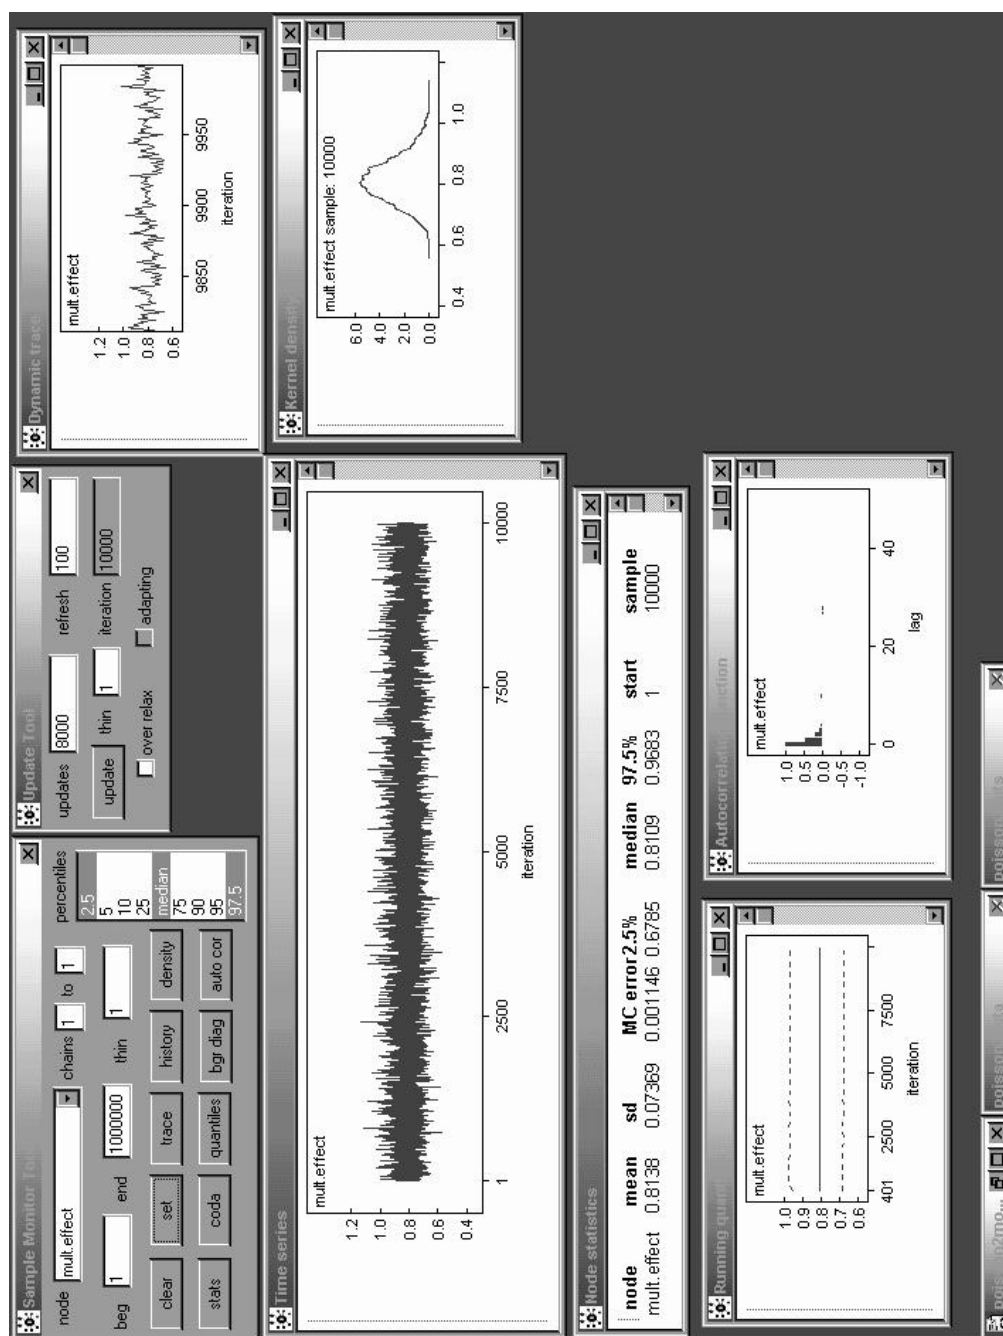 Sample Monitor To
node
mult.effect
chains
1
to
1
percentiles
beg
1
end
1000000
thin
1
2.5
5
10
25
median
75
90
95
97.5
clear
set
trace
history
density
stats
coda
quantiles
bgr diag
auto cor
Update Tool
updates
8000
refresh
100
update
thin
1
iteration
10000
over relax
adapting
Dynamic trace
mult.effect
1.2
1.0
0.8
0.6
9850
9900
9950
iteration
Time series
mult.effect
1.2
1.0
0.8
0.6
0.4
1
2500
5000
7500
10000
iteration
Kernel density
mult.effect sample: 10000
6.0
4.0
2.0
0.0
0.4
0.6
0.8
1.0
Node statistics
node mean sd MC error 2.5% median 97.5% start sample
mult.effect 0.8138 0.07369 0.001146 0.6785 0.8109 0.9683 1 10000
Running quan
mult.effect
1.0
0.9
0.8
0.7
0.6
401
2500
5000
7500
iteration
Autocorrelation function
mult.effect
1.0
0.5
0.0
-0.5
-1.0
0
20
40
lag